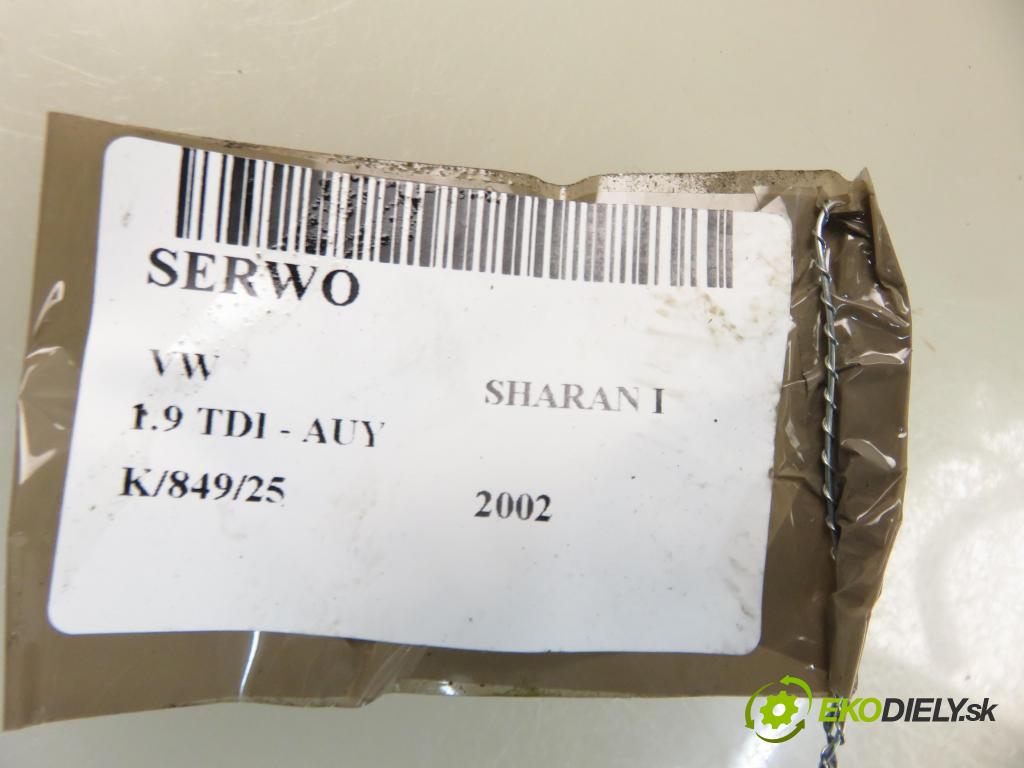 SERWO
VW
SHARAN I
1.9 TDI - AUY
K/849/25
2002
EKODIELY.sk